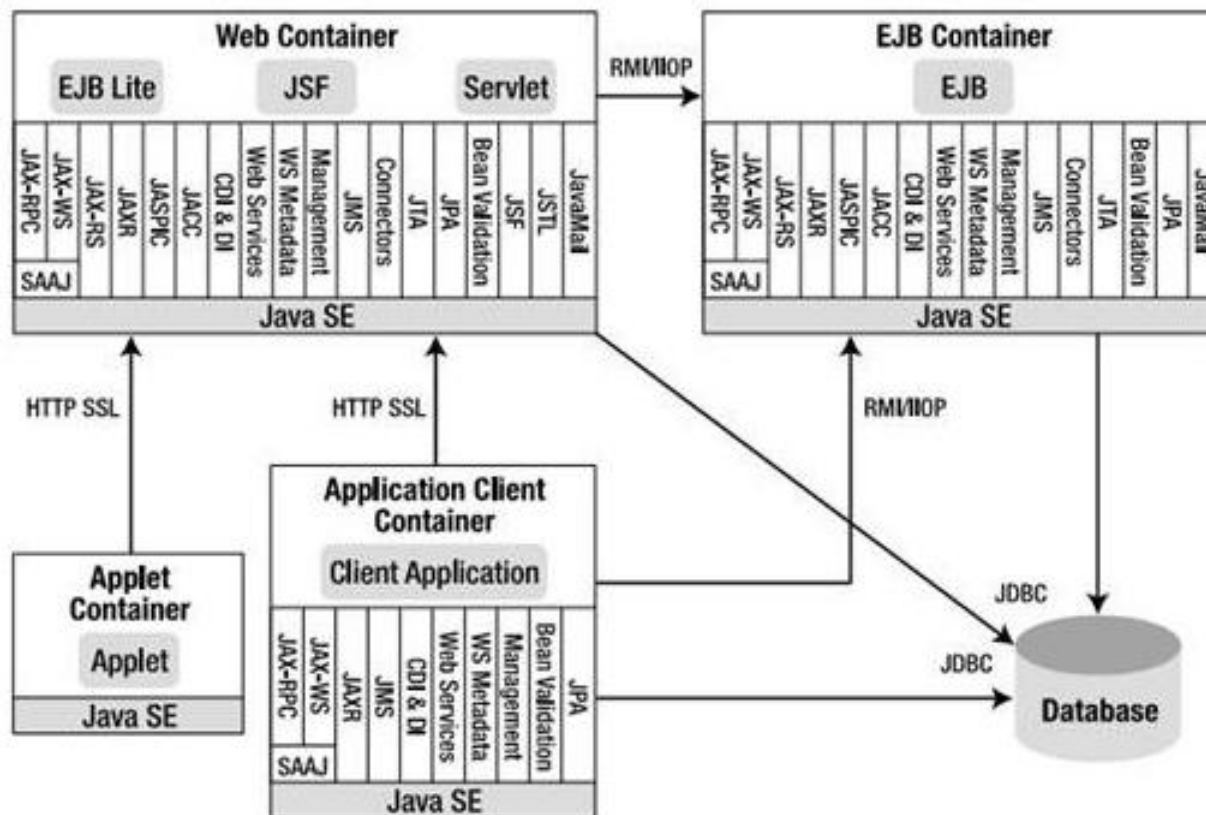 Web Container
EJB Lite
JSF
Servlet
JAX-RPC
JAX-WS
SAAJ
JAX-RS
JAXR
JASPIC
JACC
CDI & DI
Web Services
WS Metadata
Management
JMS
Connectors
JTA
JPA
Bean Validation
JSF
JSTL
JavaMail
Java SE
RMI/IIOP
EJB Container
EJB
JAX-RPC
JAX-WS
SAAJ
JAX-RS
JAXR
JASPIC
JACC
CDI & DI
Web Services
WS Metadata
Management
JMS
Connectors
JTA
Bean Validation
JPA
JavaMail
Java SE
HTTP SSL
HTTP SSL
RMI/IIOP
Applet
Container
Applet
Java SE
Application Client
Container
Client Application
JAX-RPC
JAX-WS
SAAJ
JAXR
JMS
CDI & DI
Web Services
WS Metadata
Management
Bean Validation
JPA
Java SE
JDBC
JDBC
Database